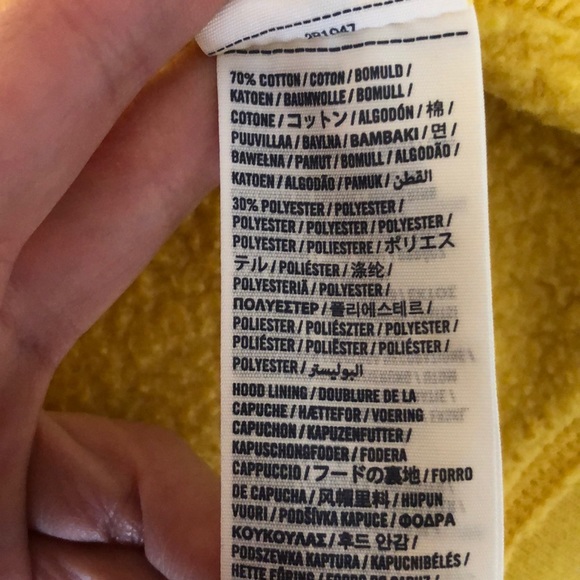 70% COTTON / COTON / BOMULD /
KATOEN / BAUMWOLLE / BOMULL /
COTONE / コットン / ALGODÓN / 棉 /
PUUVILLAA / BAVLNA / BAMBAKI / 면 /
BAWEŁNA / PAMUT / BOMULL / ALGODÃO /
KATOEN / ALGODÃO / PAMUK / القطن
30% POLYESTER / POLYESTER /
POLYESTER / POLYESTER / POLYESTER /
POLYESTER / POLIESTERE / ポリエス
テル / POLIÉSTER / 涤纶 /
POLYESTERIÄ / POLYESTER /
ΠΟΛΥΕΣΤΕΡ / 폴리에스테르 /
POLIESTER / POLIÉSZTER / POLYESTER /
POLIÉSTER / POLIËSTER / POLIÉSTER /
POLYESTER / البوليستر
HOOD LINING / DOUBLURE DE LA
CAPUCHE / HÆTTEFOR / VOERING
CAPUCHON / KAPUZENFUTTER /
KAPUSCHONGFODER / FODERA
CAPPUCCIO / フードの裏地 / FORRO
DE CAPUCHA / 风帽里料 / HUPUN
VUORI / PODŠÍVKA KAPUCE / ΦΟΔΡΑ
ΚΟΥΚΟΥΛΑΣ / 후드 안감 /
PODSZEWKA KAPTURA / KAPUCNIBÉLÉS /